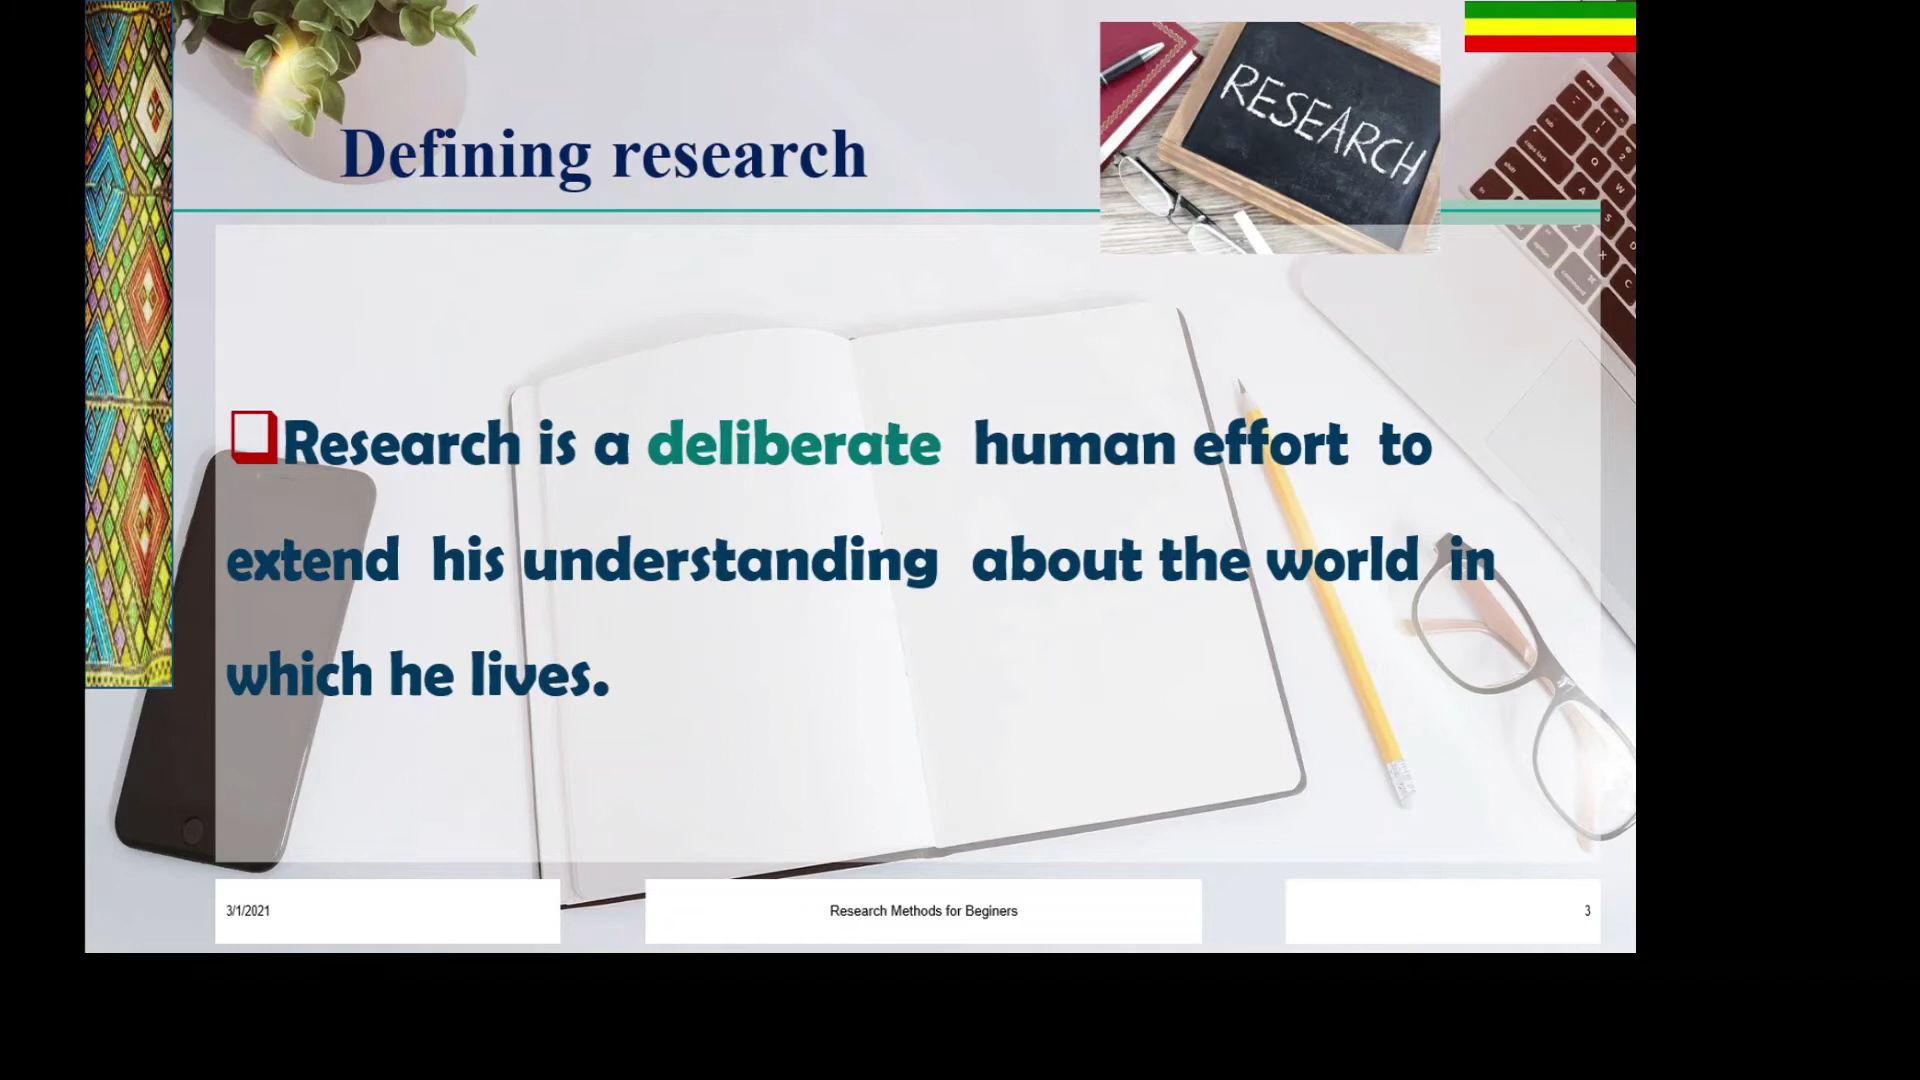 RESEARCH
Defining research
Research is a deliberate human effort to
extend his understanding about the world in
which he lives.
3/1/2021
Research Methods for Beginers
3